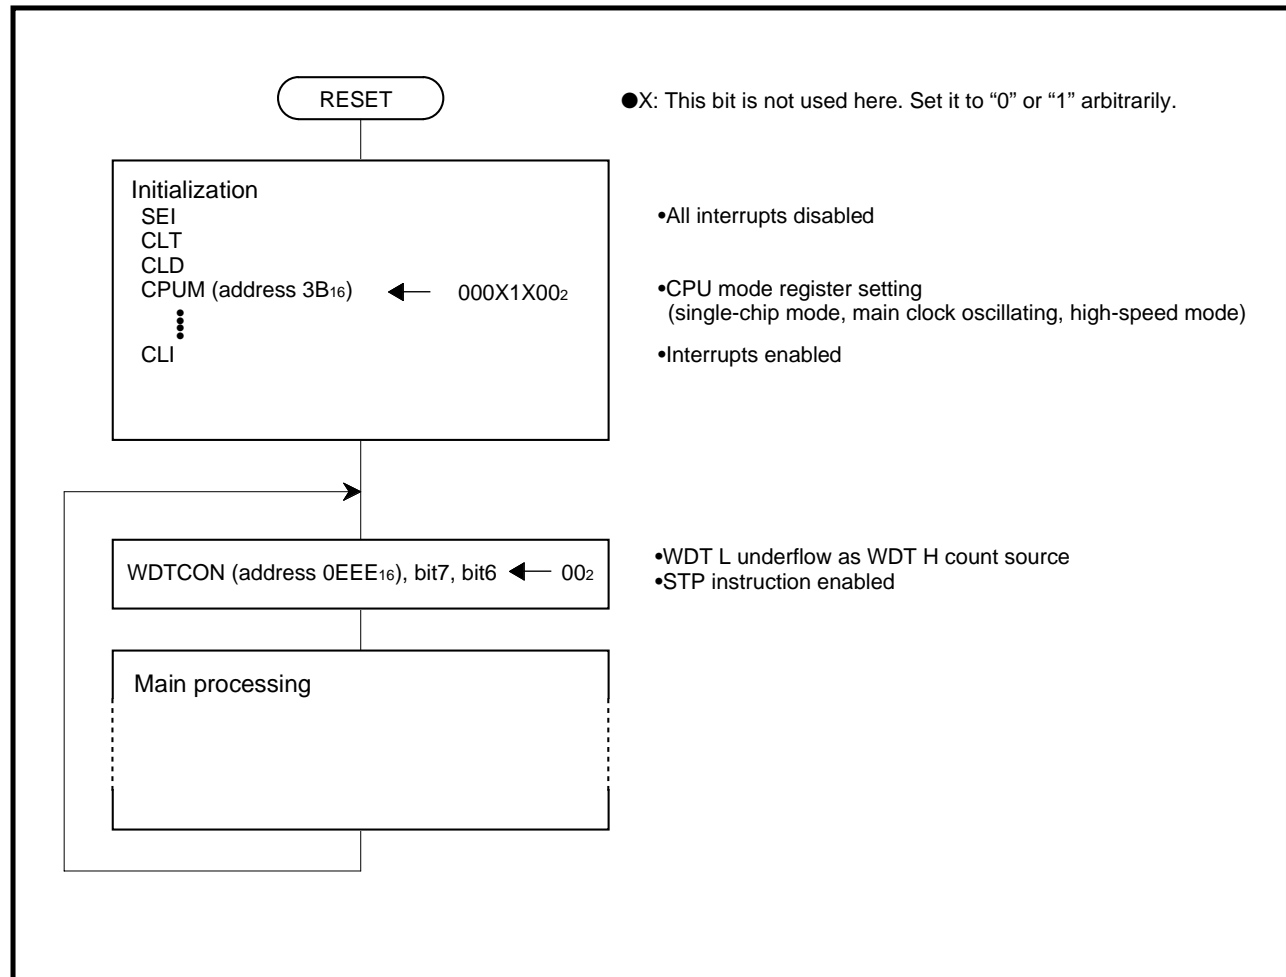 RESET
●X: This bit is not used here. Set it to “0” or “1” arbitrarily.
Initialization
SEI
•All interrupts disabled
CLT
CLD
CPUM (address 3B₁₆) ← 000X1X00₂
•CPU mode register setting
(single-chip mode, main clock oscillating, high-speed mode)
CLI
•Interrupts enabled
WDTCON (address 0EEE₁₆), bit7, bit6 ← 00₂
•WDT L underflow as WDT H count source
•STP instruction enabled
Main processing